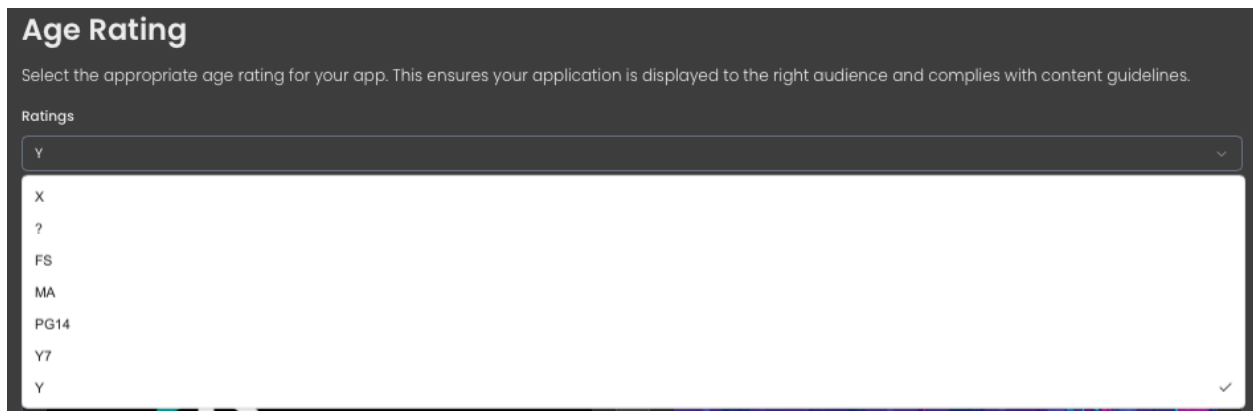 Age Rating
Select the appropriate age rating for your app. This ensures your application is displayed to the right audience and complies with content guidelines.
Ratings
Y
X
?
FS
MA
PG14
Y7
Y